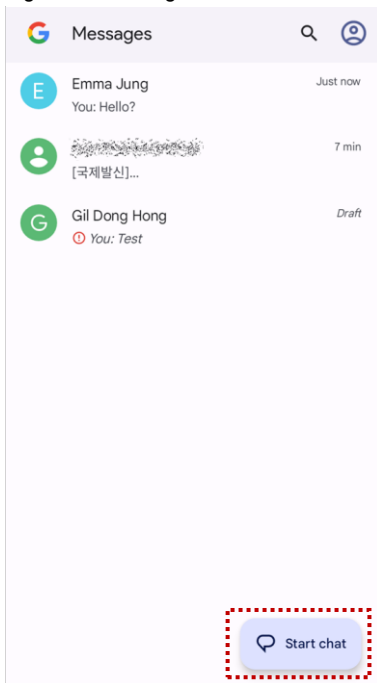 Messages
Emma Jung
Just now
E
You: Hello?
7 min
[국제발신]...
Gil Dong Hong
Draft
G
You: Test
Start chat